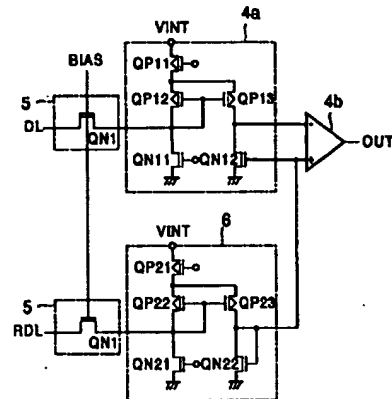 4a
VINT
BIAS
QP11
5
QP12
QP13
4b
DL
QN1
OUT
QN11
QN12
6
VINT
QP21
5
QP22
QP23
RDL
QN1
QN21
QN22